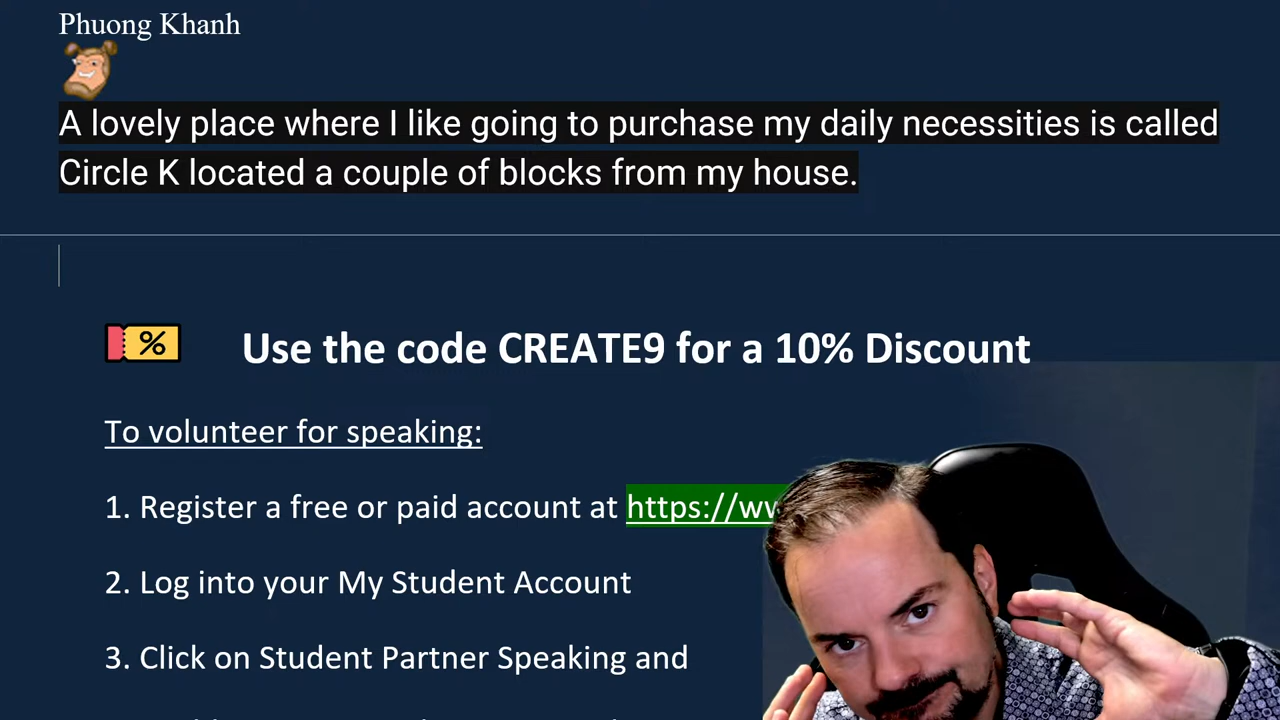 Phuong Khanh
A lovely place where I like going to purchase my daily necessities is called
Circle K located a couple of blocks from my house.
%
Use the code CREATE9 for a 10% Discount
To volunteer for speaking:
1. Register a free or paid account at https://
2. Log into your My Student Account
3. Click on Student Partner Speaking and